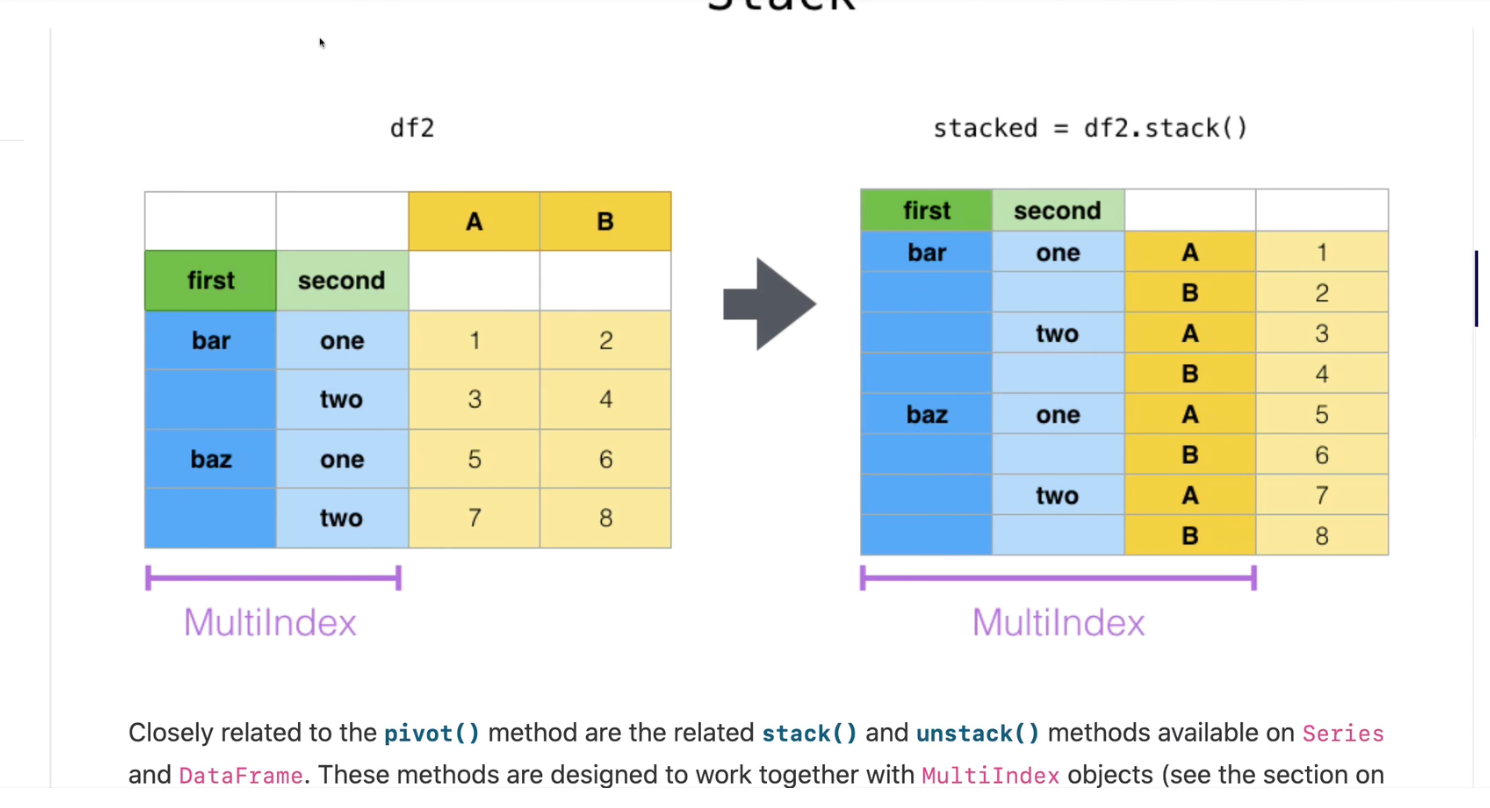 Stack
df2
stacked = df2.stack()
A B
first second
bar one 1 2
two 3 4
baz one 5 6
two 7 8
MultiIndex
first second
bar one A 1
B 2
two A 3
B 4
baz one A 5
B 6
two A 7
B 8
MultiIndex
Closely related to the pivot() method are the related stack() and unstack() methods available on Series
and DataFrame. These methods are designed to work together with MultiIndex objects (see the section on